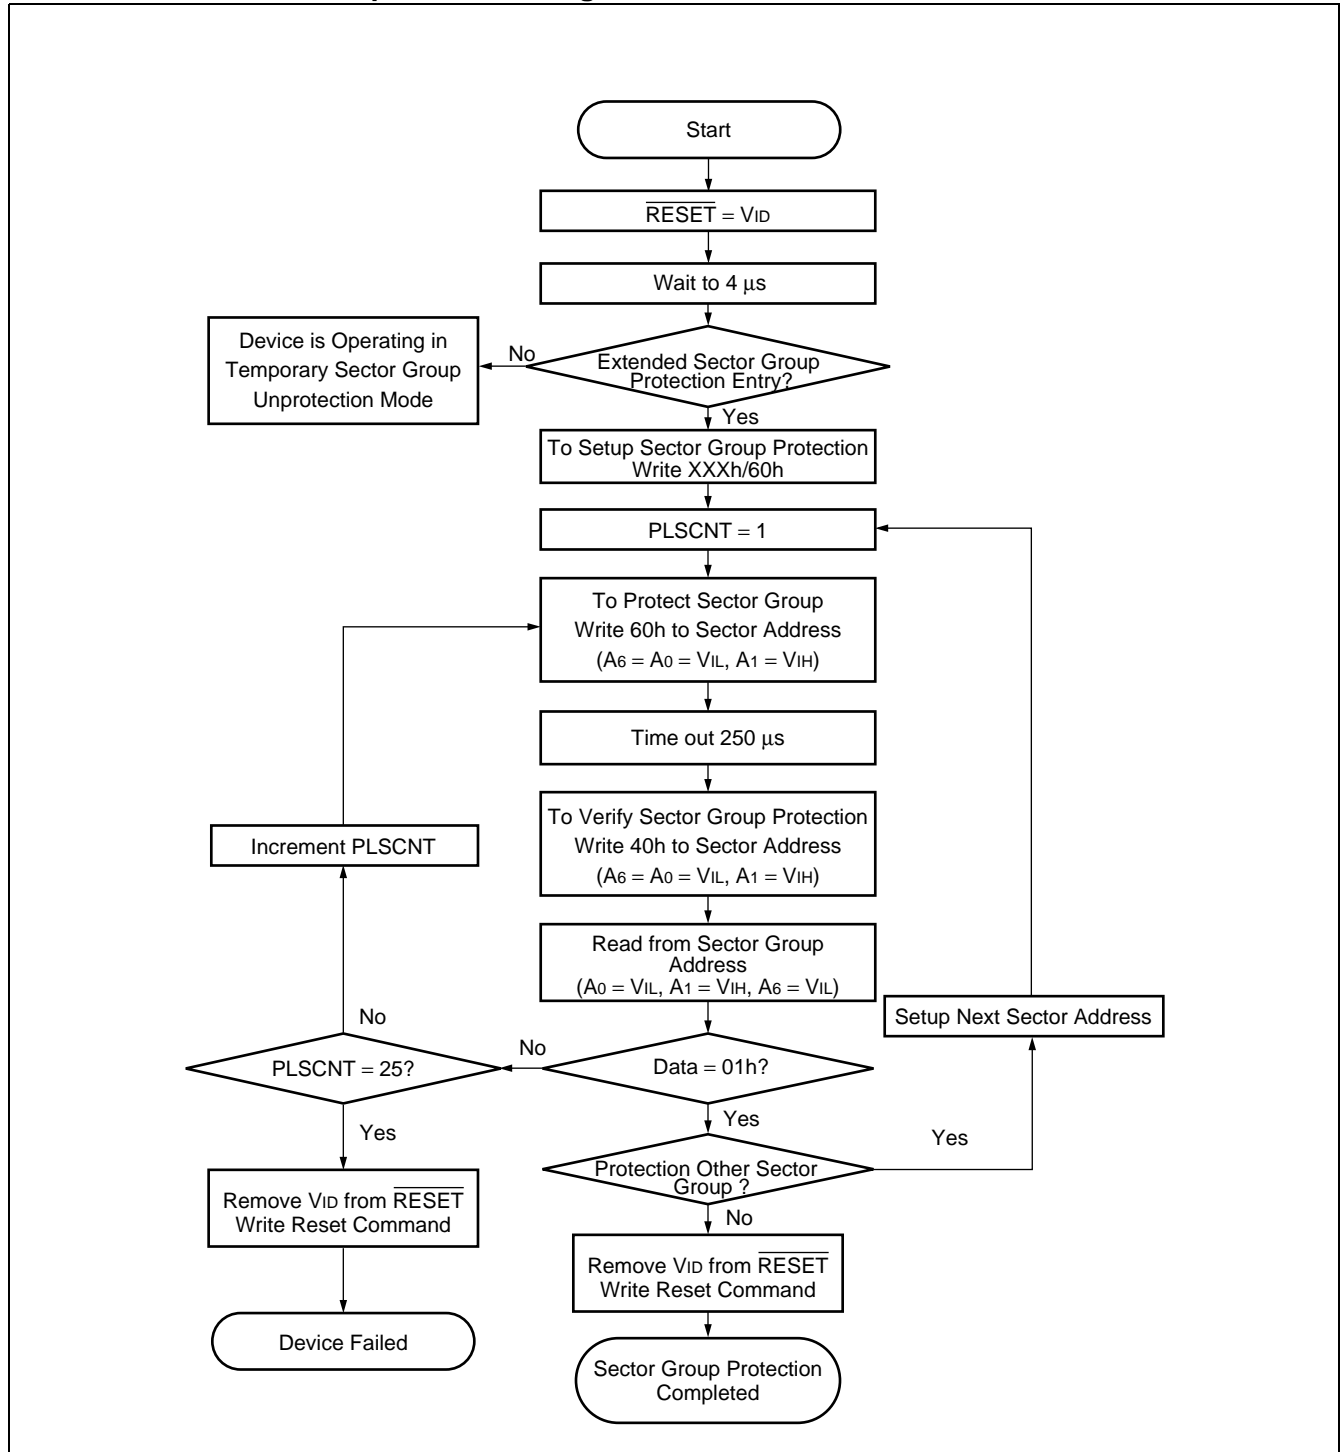 Start
RESET = VID
Wait to 4 μs
Device is Operating in
Temporary Sector Group
Unprotection Mode
No
Extended Sector Group
Protection Entry?
Yes
To Setup Sector Group Protection
Write XXXh/60h
PLSCNT = 1
To Protect Sector Group
Write 60h to Sector Address
(A6 = A0 = VIL, A1 = VIH)
Time out 250 μs
To Verify Sector Group Protection
Write 40h to Sector Address
(A6 = A0 = VIL, A1 = VIH)
Increment PLSCNT
Read from Sector Group
Address
(A0 = VIL, A1 = VIH, A6 = VIL)
Setup Next Sector Address
No
PLSCNT = 25?
No
Data = 01h?
Yes
Yes
Yes
Protection Other Sector
Group ?
No
Remove VID from RESET
Write Reset Command
Remove VID from RESET
Write Reset Command
Device Failed
Sector Group Protection
Completed